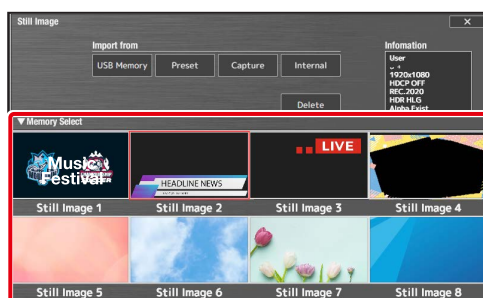 Still Image
Import from
Infomation
USB Memory
Preset
Capture
Internal
Delete
User
1920x1080
HDCP OFF
REC.2020
HDR HLG
Alpha Exist
▼Memory Select
Music
Festival
HEADLINE NEWS
LIVE
Still Image 1
Still Image 2
Still Image 3
Still Image 4
Still Image 5
Still Image 6
Still Image 7
Still Image 8